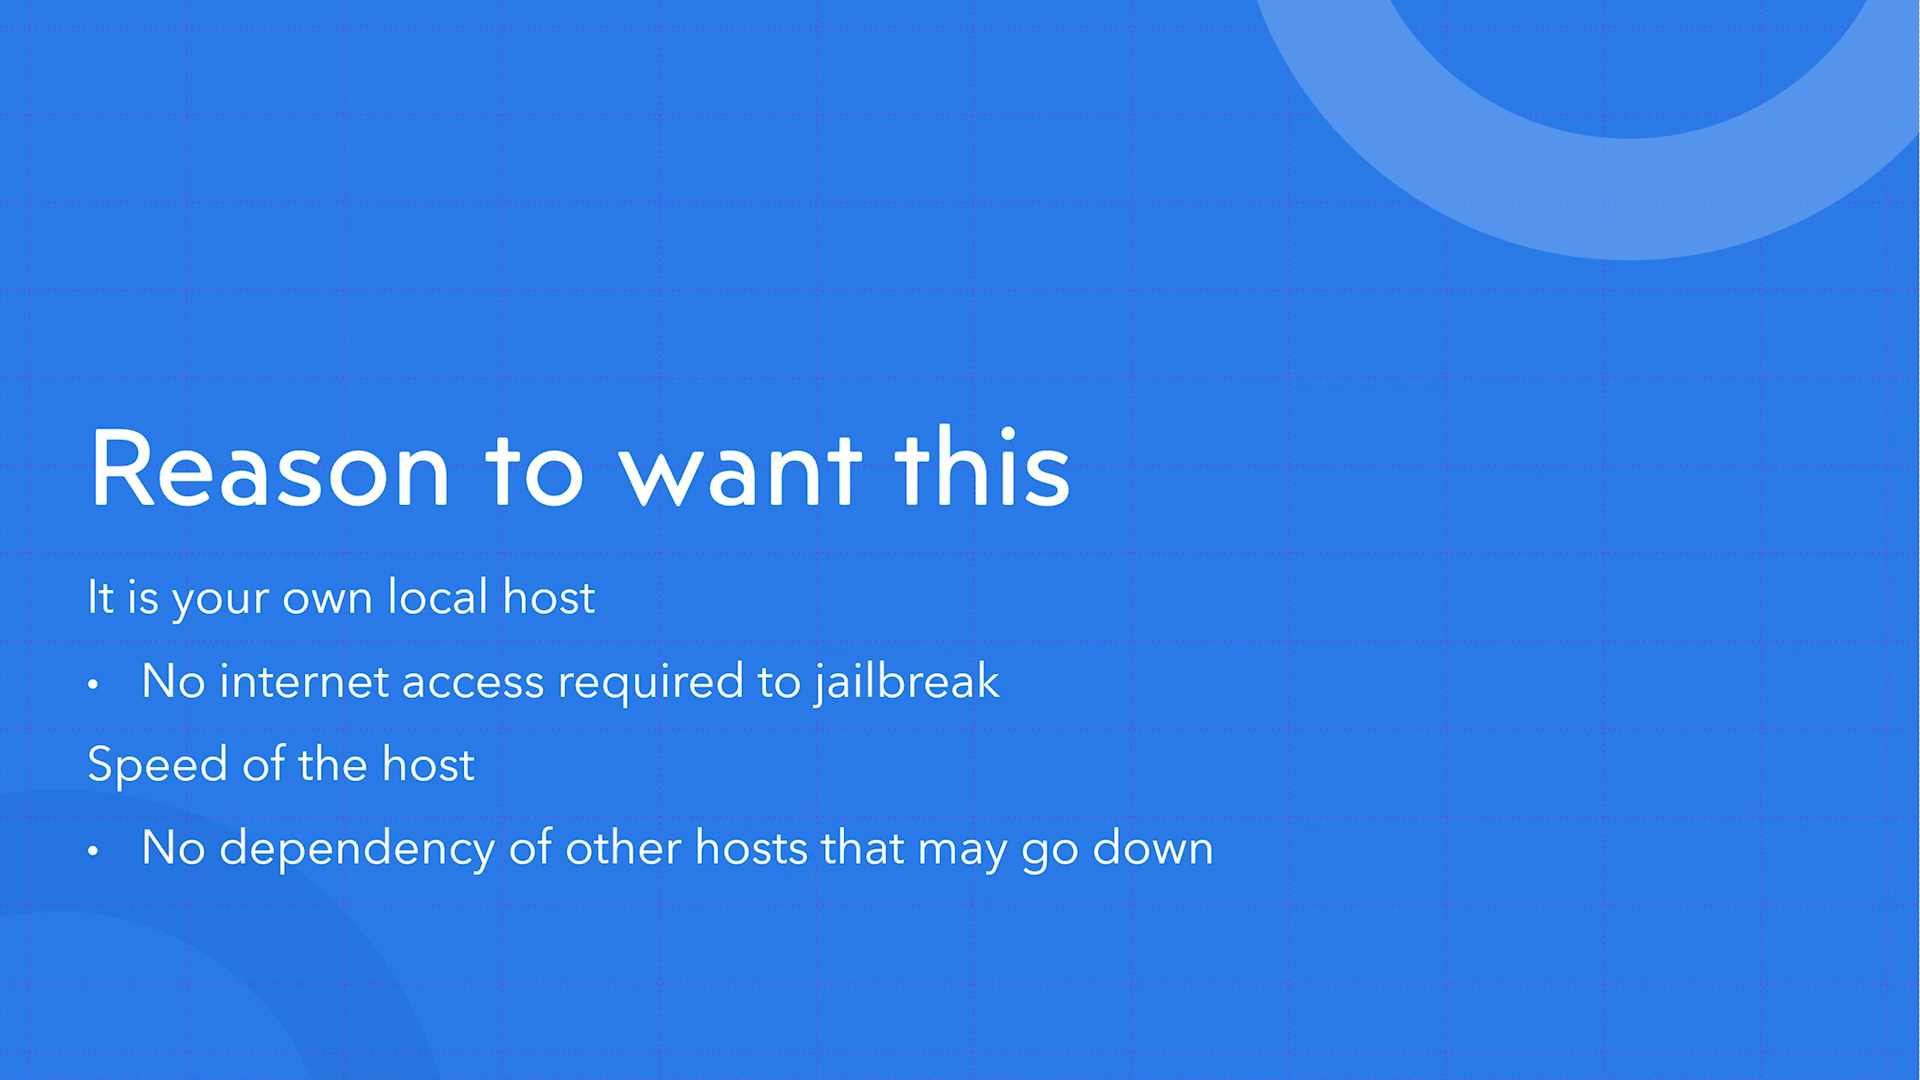 Reason to want this
It is your own local host
• No internet access required to jailbreak
Speed of the host
• No dependency of other hosts that may go down